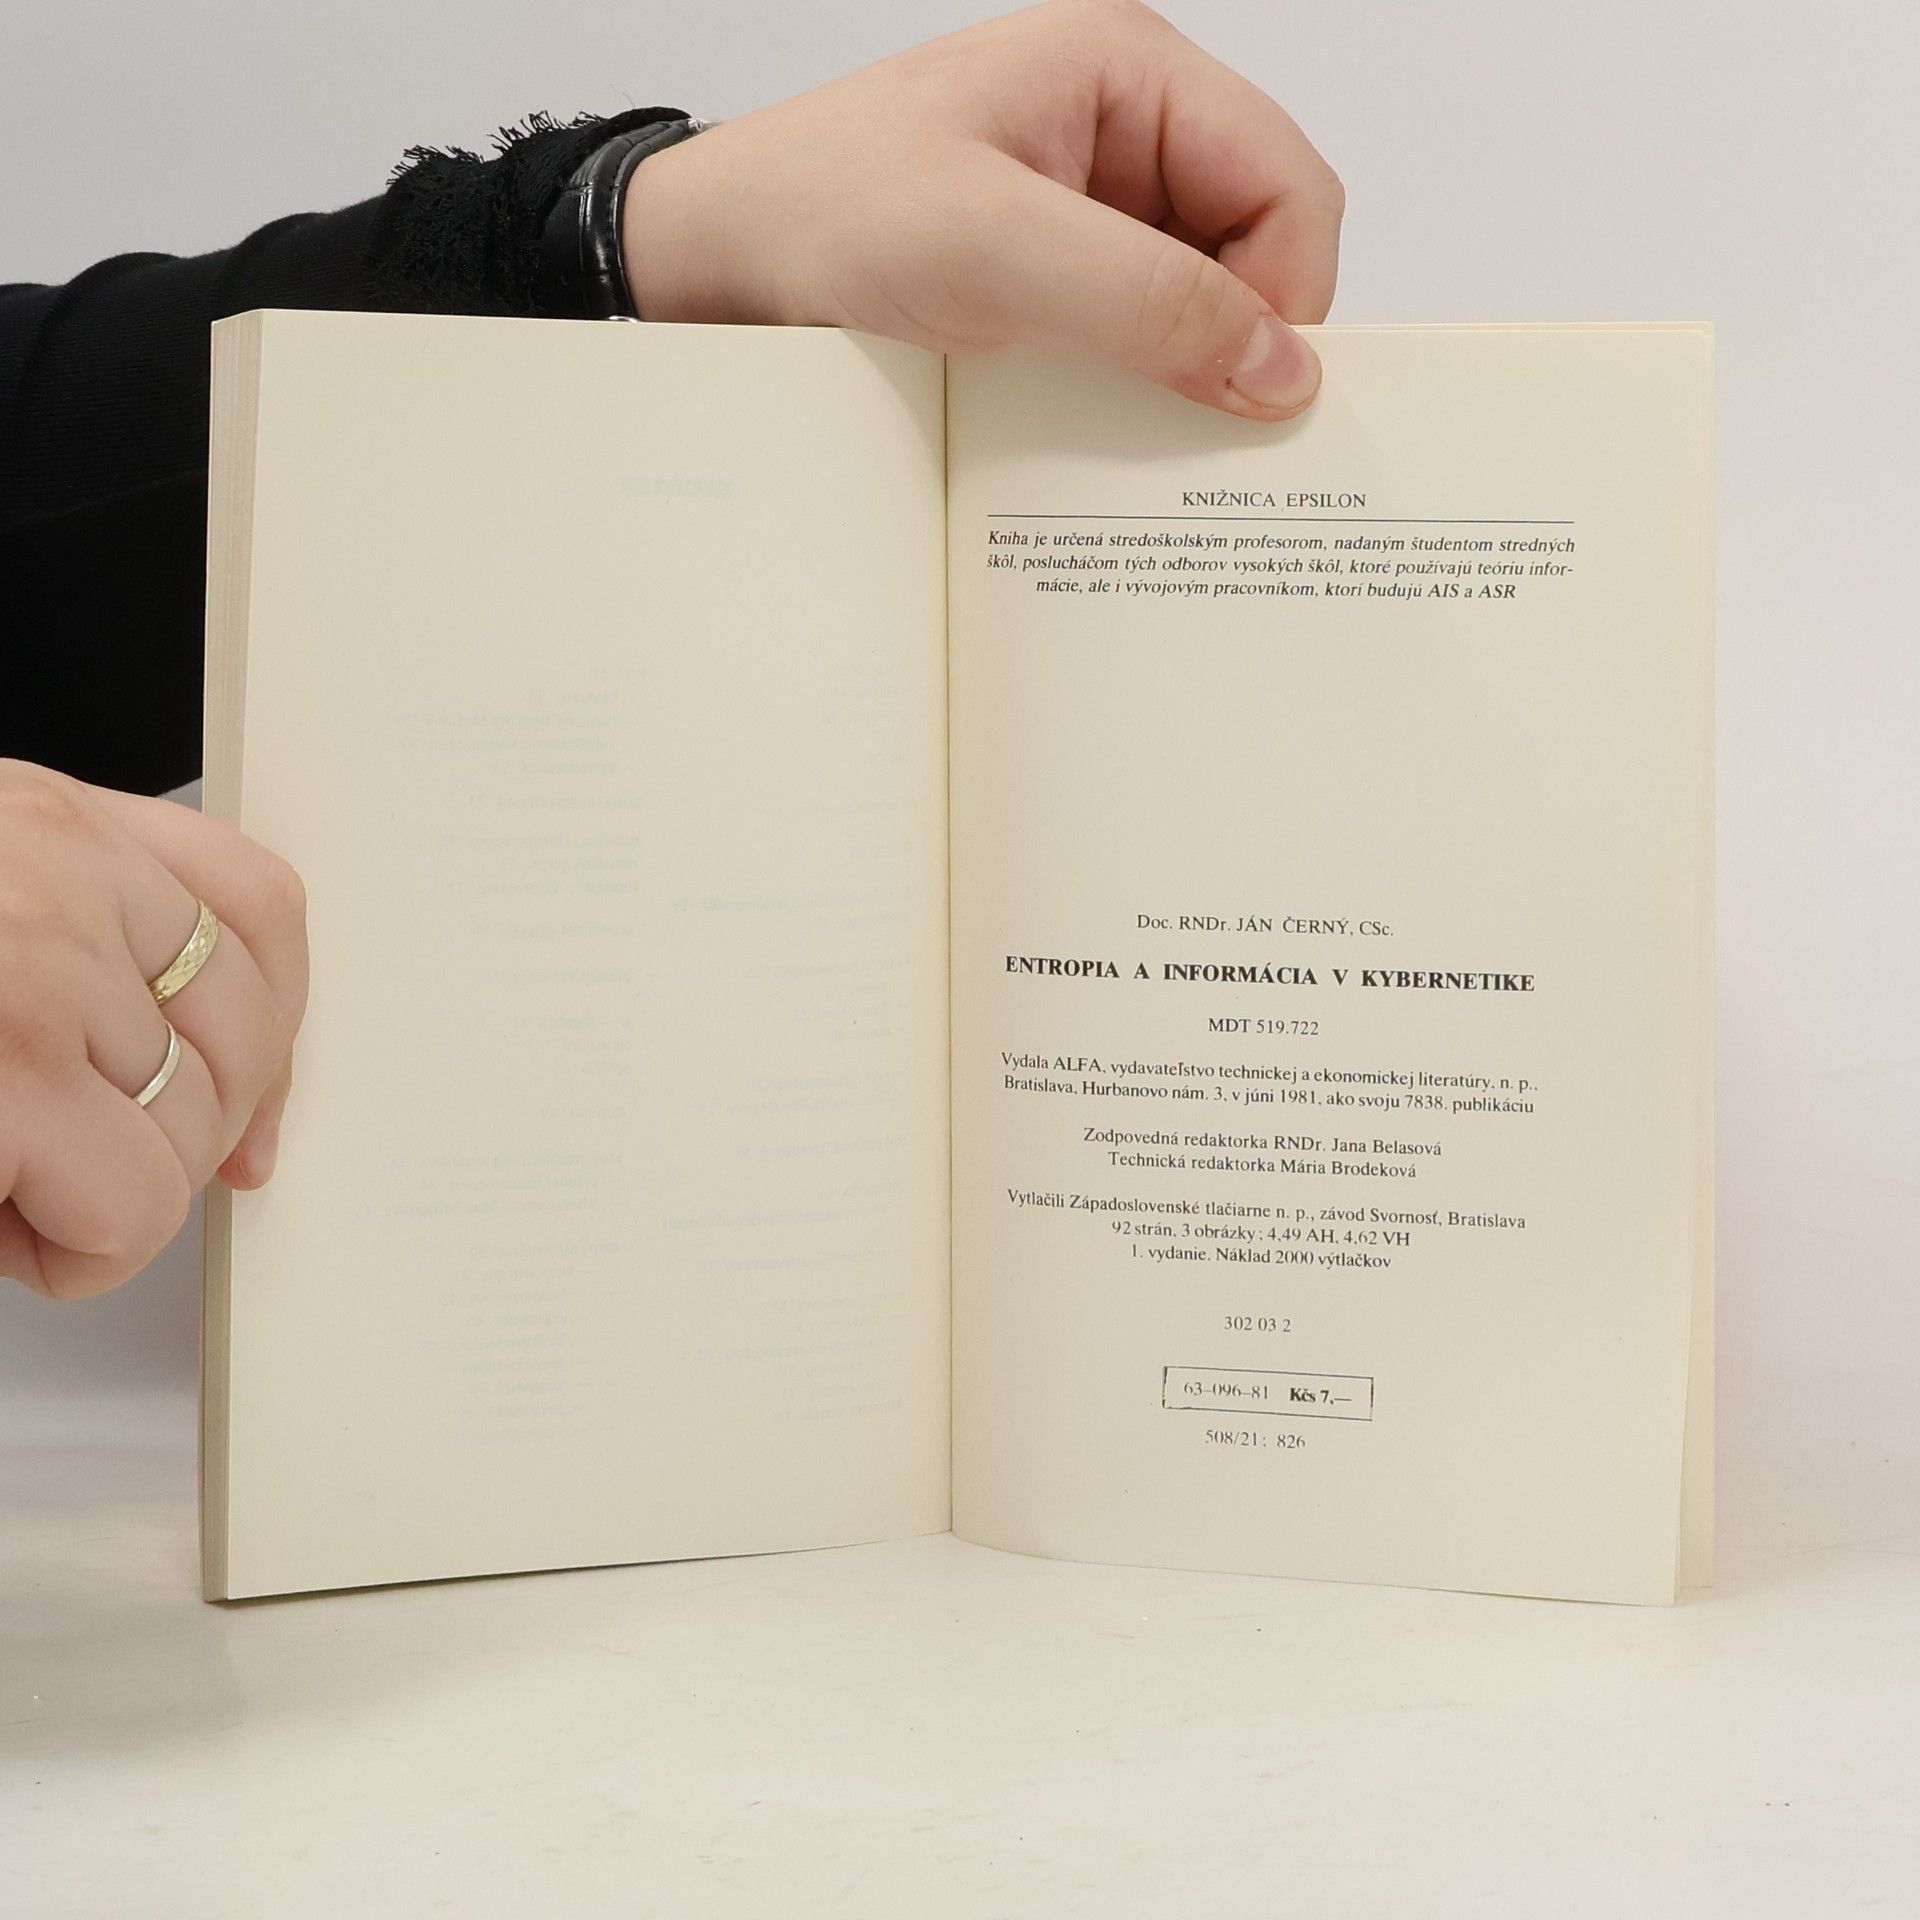 KNIŽNICA EPSILON
Kniha je určená stredoškolským profesorom, nadaným študentom stredných
škôl, poslucháčom tých odborov vysokých škôl, ktoré používajú teóriu infor-
mácie, ale i vývojovým pracovníkom, ktorí budujú AIS a ASR
Doc. RNDr. JÁN ČERNÝ, CSc.
ENTROPIA A INFORMÁCIA V KYBERNETIKE
MDT 519.722
Vydala ALFA, vydavateľstvo technickej a ekonomickej literatúry, n. p.,
Bratislava, Hurbanovo nám. 3, v júni 1981, ako svoju 7838. publikáciu
Zodpovedná redaktorka RNDr. Jana Belasová
Technická redaktorka Mária Brodeková
Vytlačili Západoslovenské tlačiarne n. p., závod Svornosť, Bratislava
92 strán, 3 obrázky; 4,49 AH, 4,62 VH
1. vydanie. Náklad 2000 výtlačkov
302 03 2
63–096–81 Kčs 7,—
508/21; 826